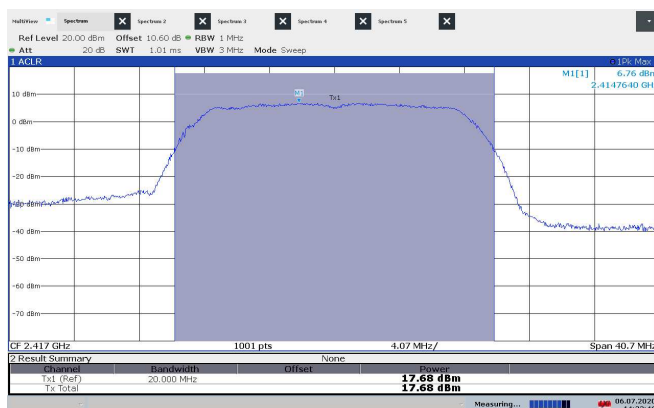 MultiView Spectrum Spectrum 2 Spectrum 3 Spectrum 4 Spectrum 5
Ref Level 20.00 dBm Offset 10.60 dB RBW 1 MHz
Att 20 dB SWT 1.01 ms VBW 3 MHz Mode Sweep
1 ACLR 1Pk Max
M1[1] 6.76 dBm
2.4147640 GH
M1
Tx1
10 dBm
0 dBm
-10 dBm
-20 dBm
-30 dBm
-40 dBm
-50 dBm
-60 dBm
-70 dBm
CF 2.417 GHz 1001 pts 4.07 MHz/ Span 40.7 MHz
2 Result Summary None
Channel Bandwidth Offset Power
Tx1 (Ref) 20.000 MHz 17.68 dBm
Tx Total 17.68 dBm
Measuring... 06.07.2020